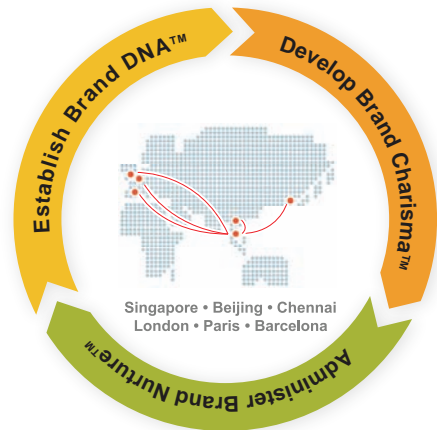 Establish Brand DNA™
Develop Brand Charisma™
Administer Brand Nurture™
Singapore • Beijing • Chennai
London • Paris • Barcelona